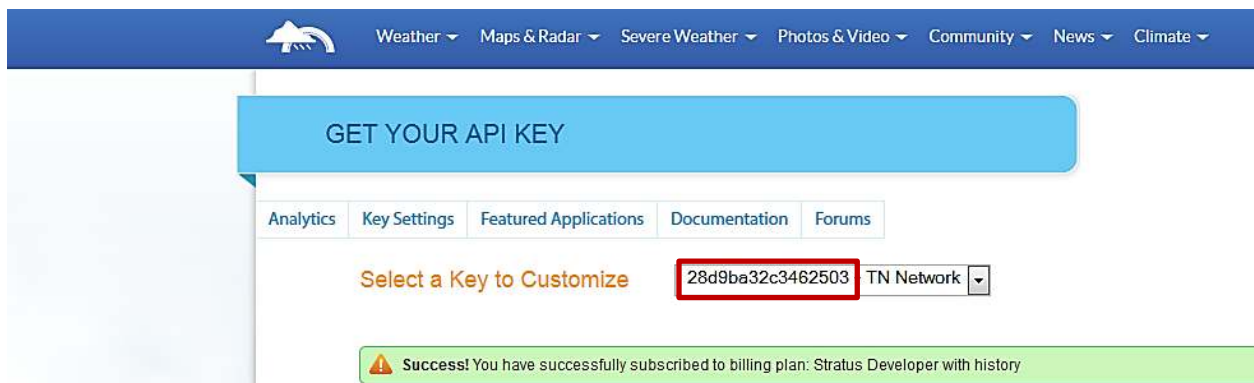 Weather Maps & Radar Severe Weather Photos & Video Community News Climate
GET YOUR API KEY
Analytics Key Settings Featured Applications Documentation Forums
Select a Key to Customize 28d9ba32c3462503 TN Network
Success! You have successfully subscribed to billing plan: Stratus Developer with history